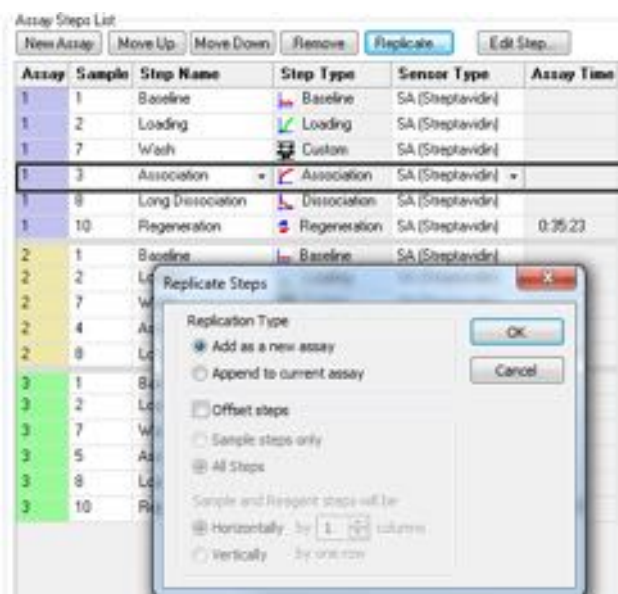 Assay Steps List
New Assay Move Up Move Down Remove Replicate... Edit Step...
Assay Sample Step Name Step Type Sensor Type Assay Time
1 1 Baseline Baseline SA (Streptavidin)
1 2 Loading Loading SA (Streptavidin)
1 7 Wash Custom SA (Streptavidin)
1 3 Association Association SA (Streptavidin)
1 8 Long Dissociation Dissociation SA (Streptavidin)
1 10 Regeneration Regeneration SA (Streptavidin) 0:35:23
2 1 Baseline Baseline SA (Streptavidin)
2 2
2 7
2 4
2 8
3 1
3 2
3 7
3 5
3 8
3 10
Replicate Steps
Replication Type
Add as a new assay
Append to current assay
OK
Cancel
Offset steps
Sample steps only
All Steps
Sample and Reagent steps will be
Horizontally by 1 columns
Vertically by one row